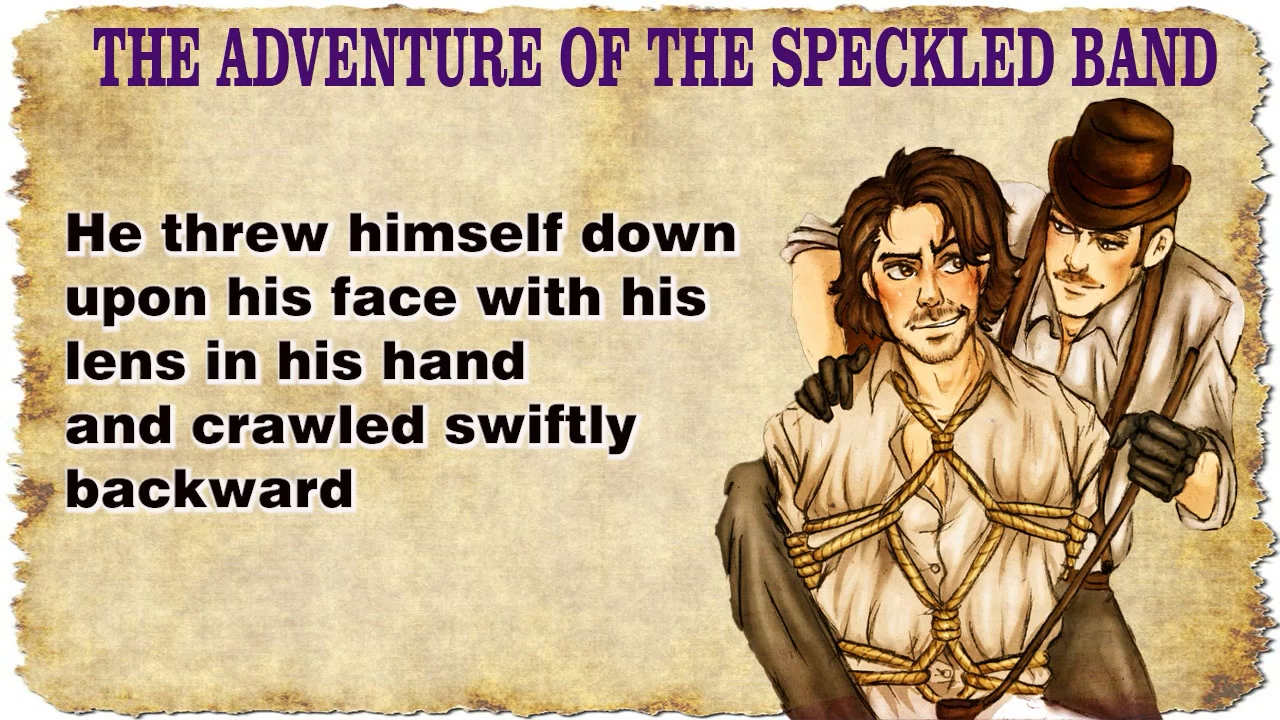 THE ADVENTURE OF THE SPECKLED BAND
He threw himself down
upon his face with his
lens in his hand
and crawled swiftly
backward